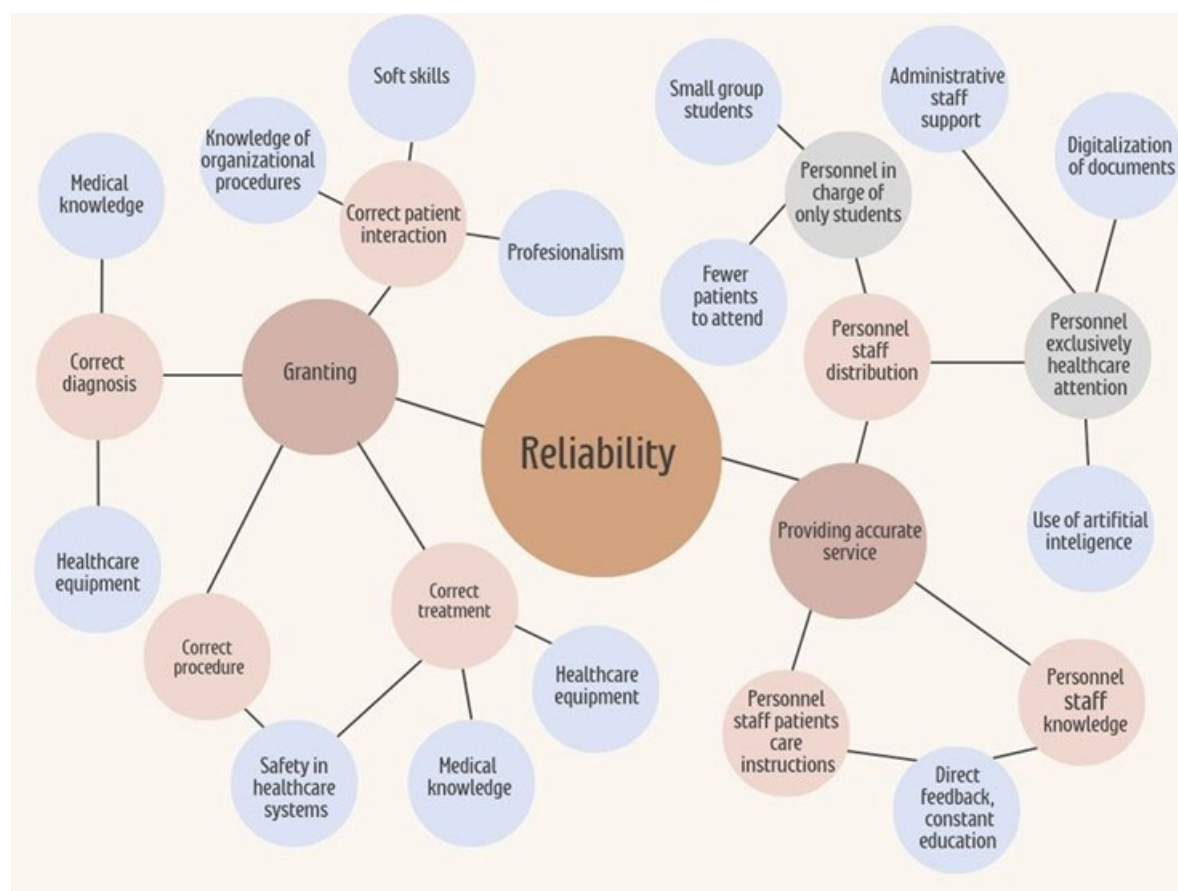 Soft skills
Knowledge of
organizational
procedures
Medical
knowledge
Correct patient
interaction
Profesionalism
Correct
diagnosis
Granting
Healthcare
equipment
Correct
procedure
Correct
treatment
Healthcare
equipment
Safety in
healthcare
systems
Medical
knowledge
Reliability
Small group
students
Administrative
staff
support
Digitalization
of documents
Personnel in
charge of
only students
Fewer
patients
to attend
Personnel
staff
distribution
Personnel
exclusively
healthcare
attention
Use of artifitial
inteligence
Providing accurate
service
Personnel
staff patients
care
instructions
Personnel
staff
knowledge
Direct
feedback,
constant
education